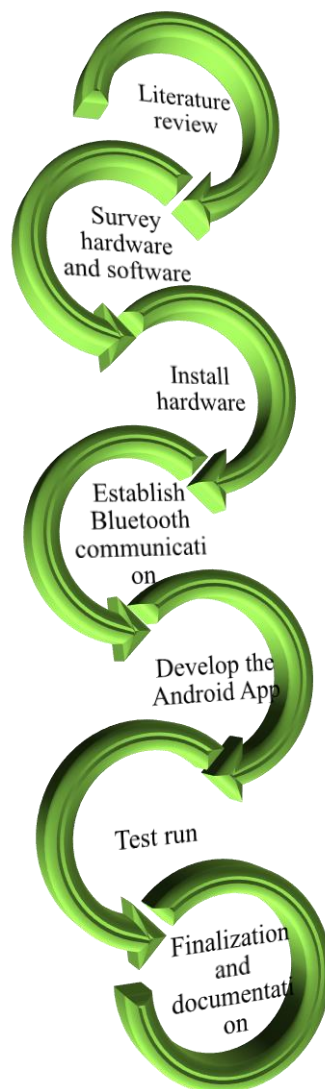 Literature
review
Survey
hardware
and software
Install
hardware
Establish
Bluetooth
communicati
on
Develop the
Android App
Test run
Finalization
and
documentati
on